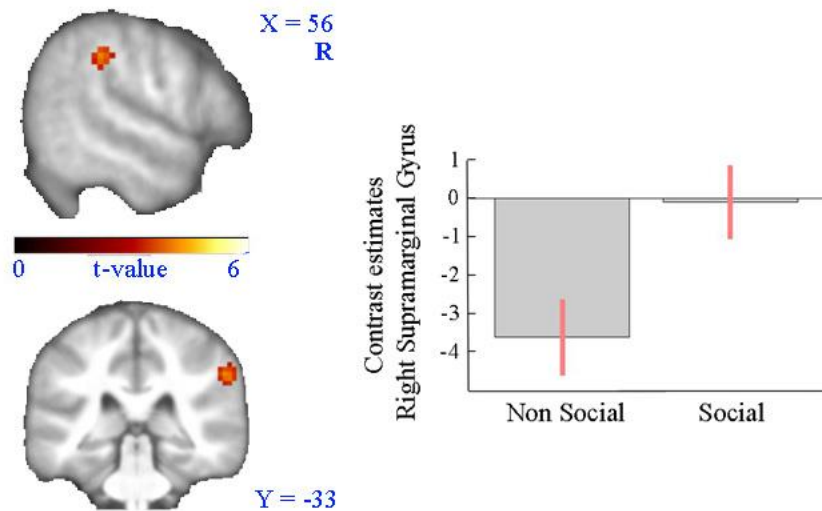 X = 56
R
0 t-value 6
Y = -33
Contrast estimates
Right Supramarginal Gyrus
1
0
-1
-2
-3
-4
Non Social Social